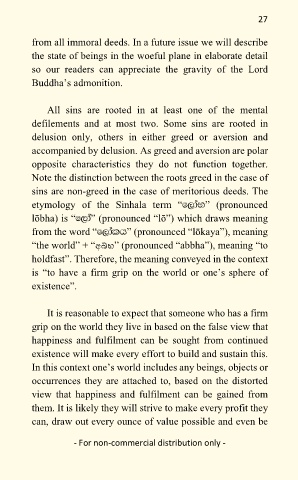 27
from all immoral deeds. In a future issue we will describe
the state of beings in the woeful plane in elaborate detail
so our readers can appreciate the gravity of the Lord
Buddha’s admonition.
All sins are rooted in at least one of the mental
defilements and at most two. Some sins are rooted in
delusion only, others in either greed or aversion and
accompanied by delusion. As greed and aversion are polar
opposite characteristics they do not function together.
Note the distinction between the roots greed in the case of
sins are non-greed in the case of meritorious deeds. The
etymology of the Sinhala term “ලෝභ” (pronounced
lōbha) is “ලෝ” (pronounced “lō”) which draws meaning
from the word “ලෝකය” (pronounced “lōkaya”), meaning
“the world” + “අබ්භ” (pronounced “abbha”), meaning “to
holdfast”. Therefore, the meaning conveyed in the context
is “to have a firm grip on the world or one’s sphere of
existence”.
It is reasonable to expect that someone who has a firm
grip on the world they live in based on the false view that
happiness and fulfilment can be sought from continued
existence will make every effort to build and sustain this.
In this context one’s world includes any beings, objects or
occurrences they are attached to, based on the distorted
view that happiness and fulfilment can be gained from
them. It is likely they will strive to make every profit they
can, draw out every ounce of value possible and even be
- For non-commercial distribution only -